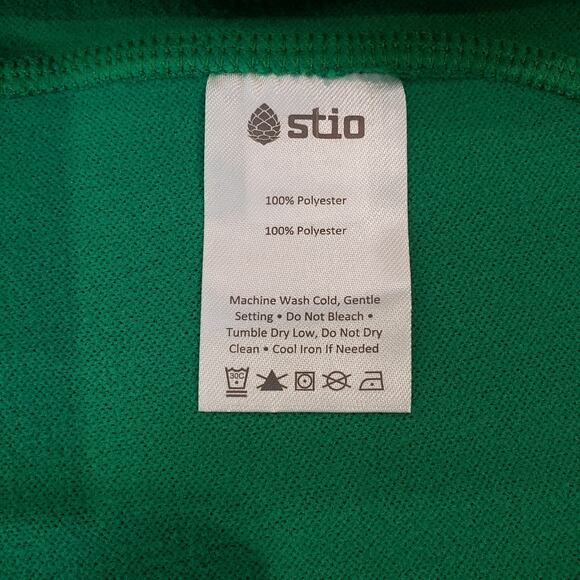 stio
100% Polyester
100% Polyester
Machine Wash Cold, Gentle
Setting • Do Not Bleach •
Tumble Dry Low, Do Not Dry
Clean • Cool Iron If Needed
30C